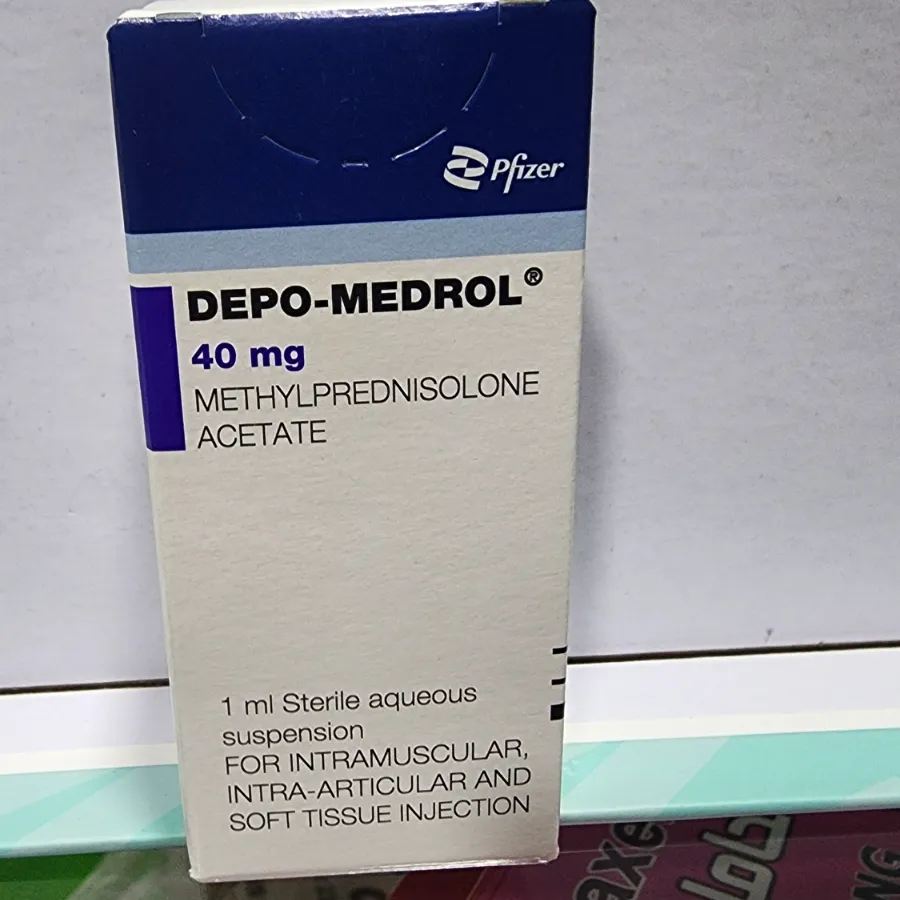 Pfizer
DEPO-MEDROL®
40 mg
METHYLPREDNISOLONE
ACETATE
1 ml Sterile aqueous
suspension
FOR INTRAMUSCULAR,
INTRA-ARTICULAR AND
SOFT TISSUE INJECTION